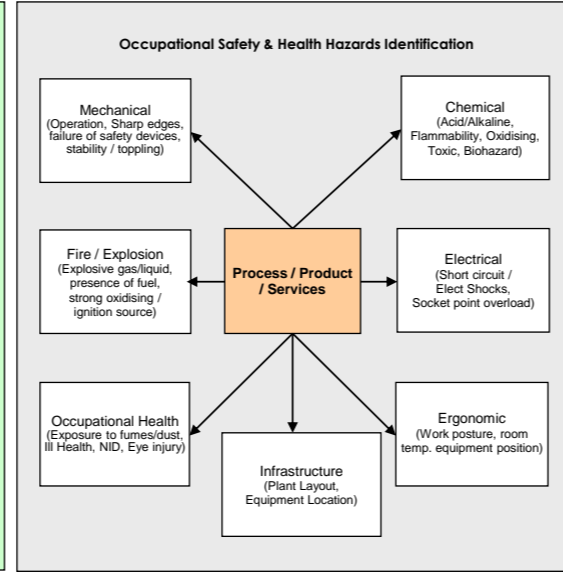 Occupational Safety & Health Hazards Identification
Mechanical
(Operation, Sharp edges,
failure of safety devices,
stability / toppling)
Chemical
(Acid/Alkaline,
Flammability, Oxidising,
Toxic, Biohazard)
Fire / Explosion
(Explosive gas/liquid,
presence of fuel,
strong oxidising /
ignition source)
Process / Product
/ Services
Electrical
(Short circuit /
Elect Shocks,
Socket point overload)
Occupational Health
(Exposure to fumes/dust,
Ill Health, NID, Eye injury)
Infrastructure
(Plant Layout,
Equipment Location)
Ergonomic
(Work posture, room
temp. equipment position)